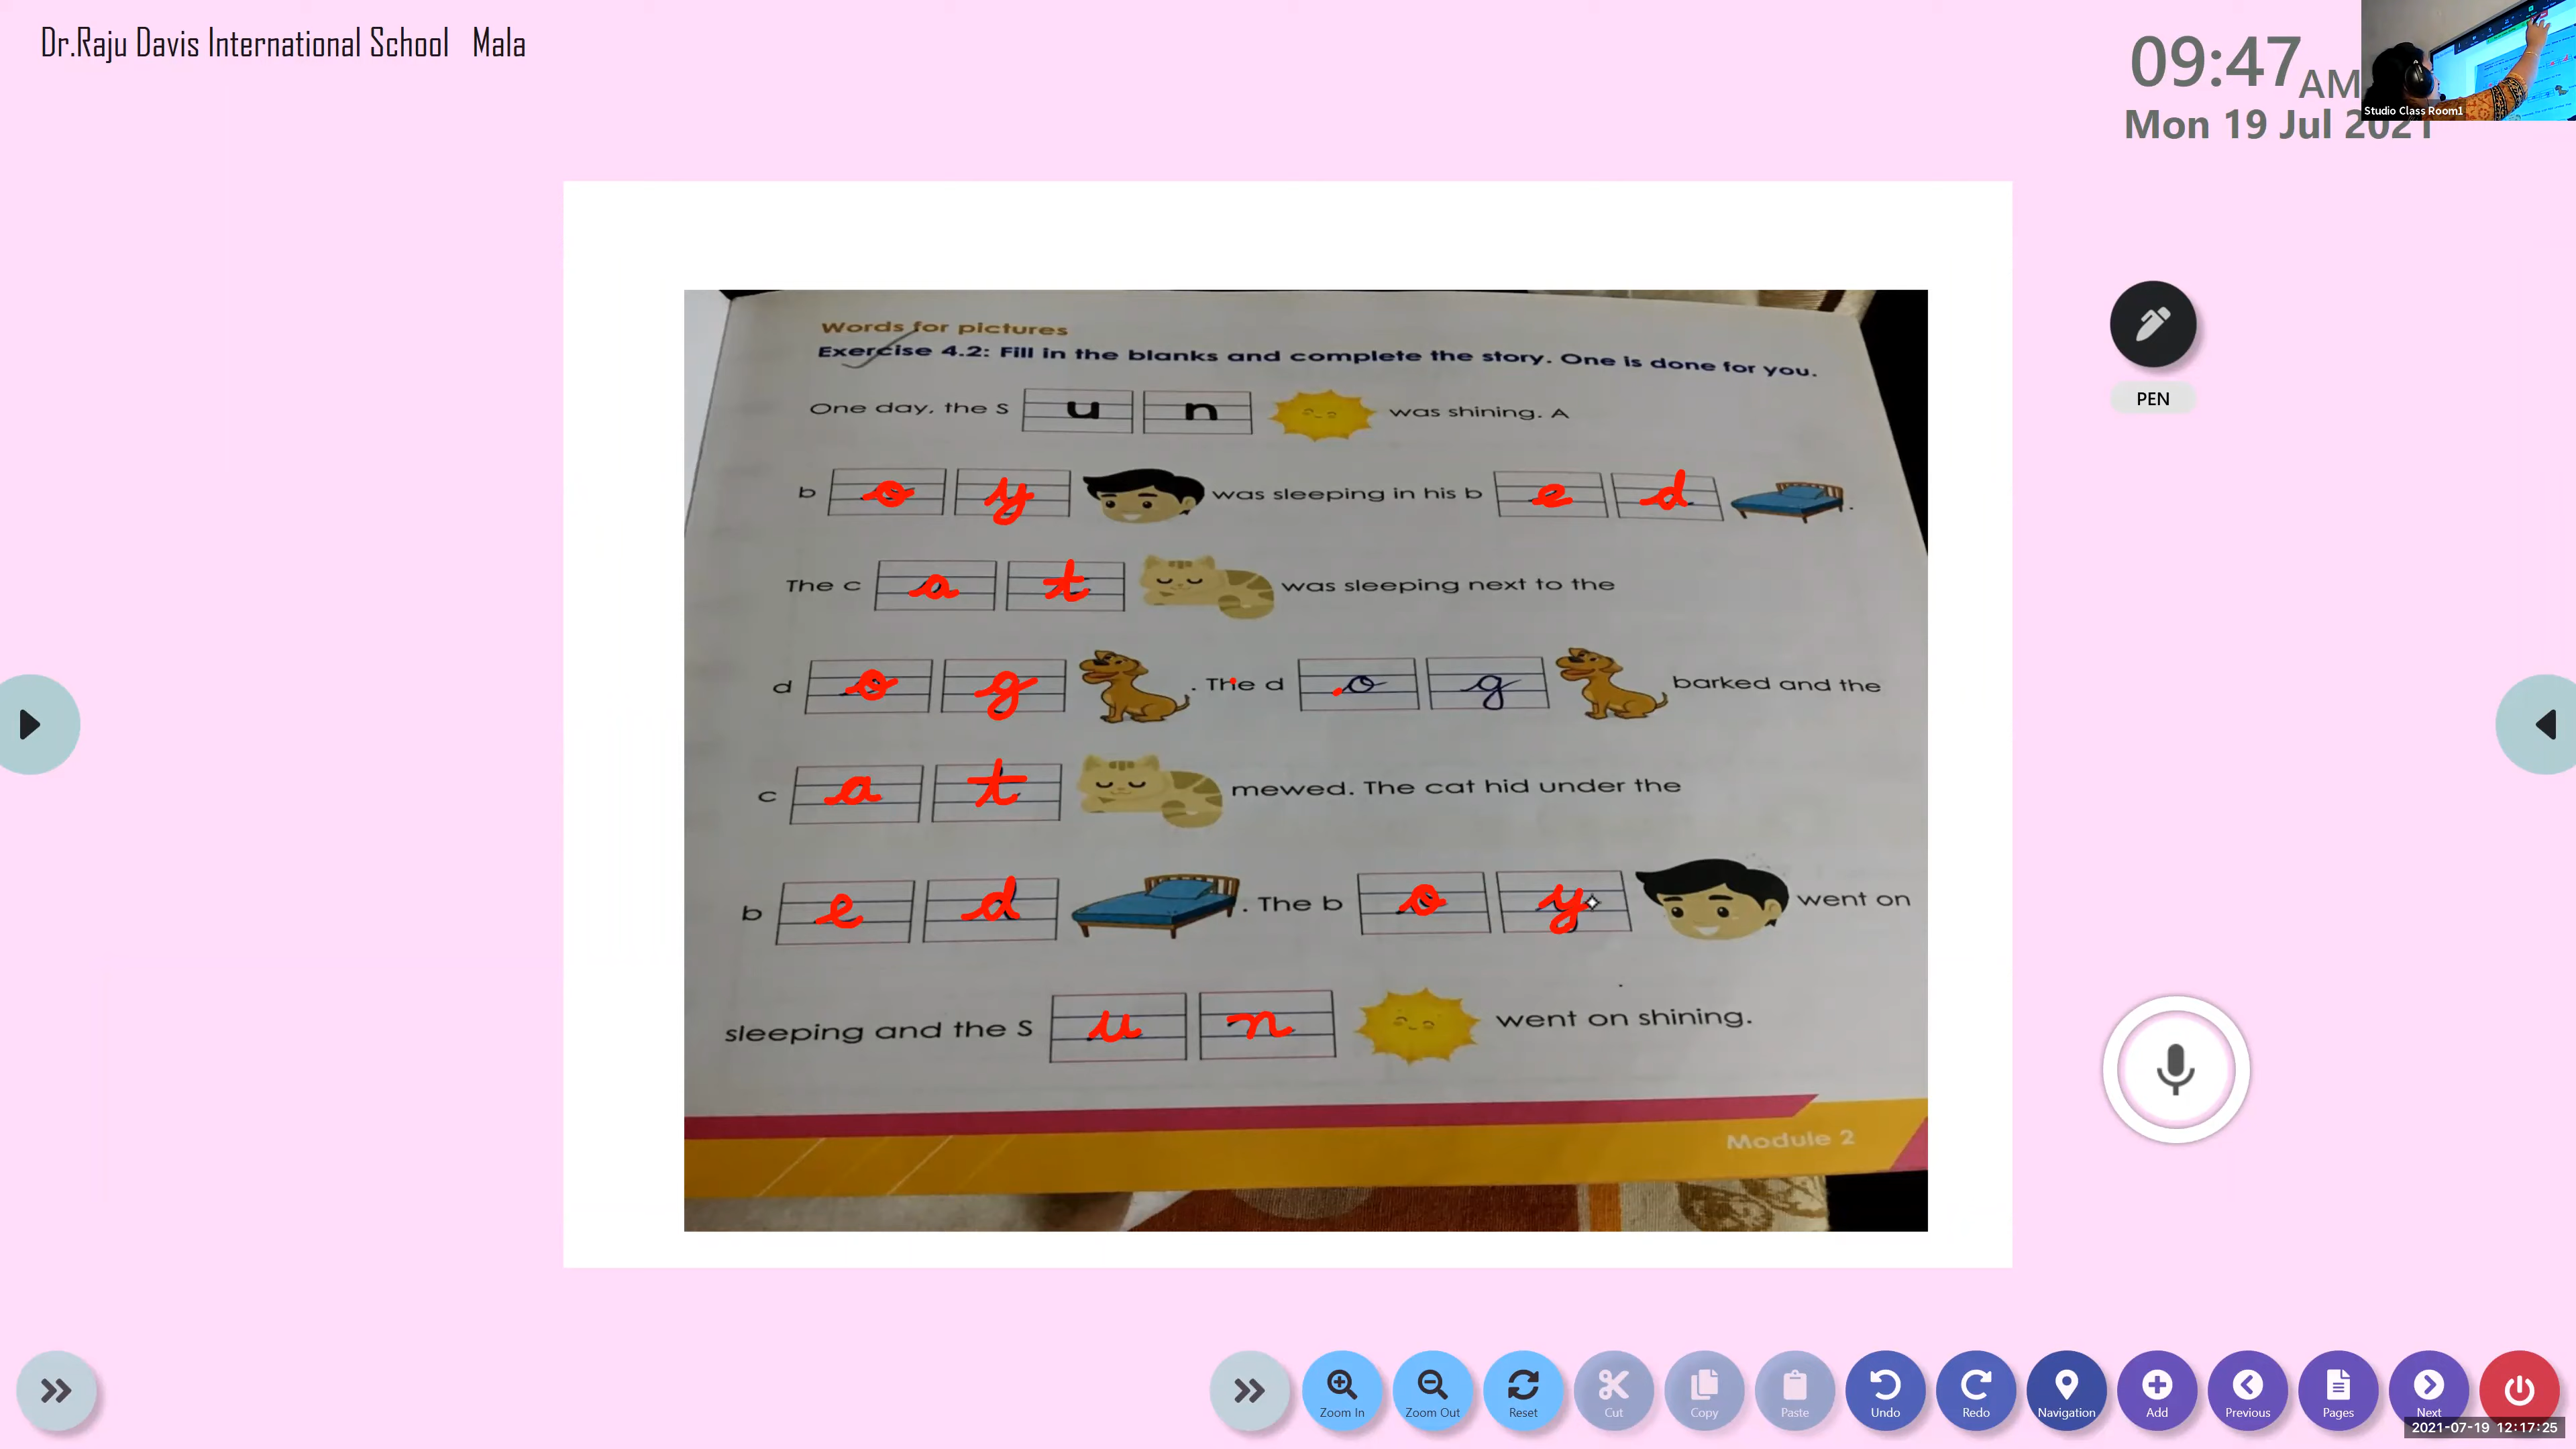 Dr.Raju Davis International School Mala
09:47 AM
Mon 19 Jul 2021
Studio Class Room1
PEN
Words for pictures
Exercise 4.2: Fill in the blanks and complete the story. One is done for you.
One day, the S u n was shining. A
b o y was sleeping in his b e d .
The c a t was sleeping next to the
d o g . The d o g barked and the
c a t mewed. The cat hid under the
b e d . The b o y went on
sleeping and the S u n went on shining.
Module 2
Zoom In Zoom Out Reset Cut Copy Paste Undo Redo Navigation Add Previous Pages Next
2021-07-19 12:17:25